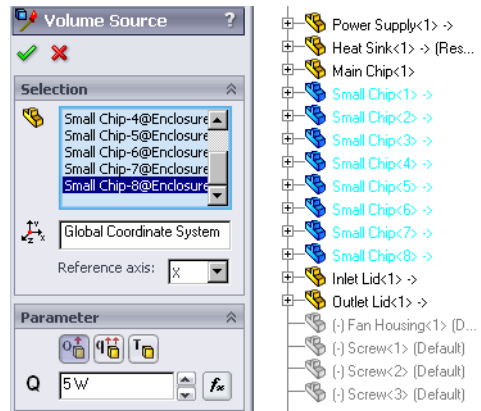 Volume Source ?
Selection
Small Chip-4@Enclosure
Small Chip-5@Enclosure
Small Chip-6@Enclosure
Small Chip-7@Enclosure
Small Chip-8@Enclosure
Global Coordinate System
Reference axis: X
Parameter
Q 5 W fx
Power Supply<1> ->
Heat Sink<1> -> (Res...
Main Chip<1>
Small Chip<1> ->
Small Chip<2> ->
Small Chip<3> ->
Small Chip<4> ->
Small Chip<5> ->
Small Chip<6> ->
Small Chip<7> ->
Small Chip<8> ->
Inlet Lid<1> ->
Outlet Lid<1> ->
(-) Fan Housing<1> (D...
(-) Screw<1> (Default)
(-) Screw<2> (Default)
(-) Screw<3> (Default)